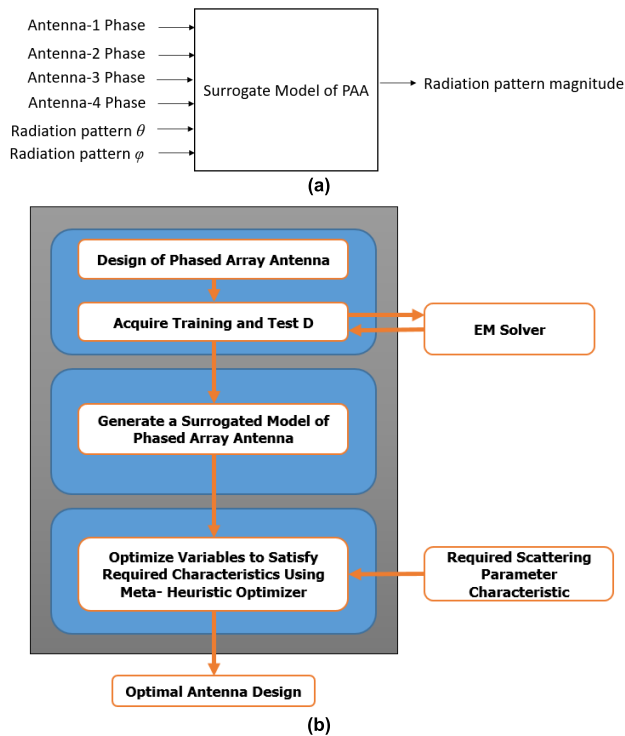 Antenna-1 Phase
Antenna-2 Phase
Antenna-3 Phase
Antenna-4 Phase
Radiation pattern θ
Radiation pattern φ
Surrogate Model of PAA
Radiation pattern magnitude
(a)
Design of Phased Array Antenna
Acquire Training and Test D
EM Solver
Generate a Surrogated Model of
Phased Array Antenna
Optimize Variables to Satisfy
Required Characteristics Using
Meta- Heuristic Optimizer
Required Scattering
Parameter
Characteristic
Optimal Antenna Design
(b)